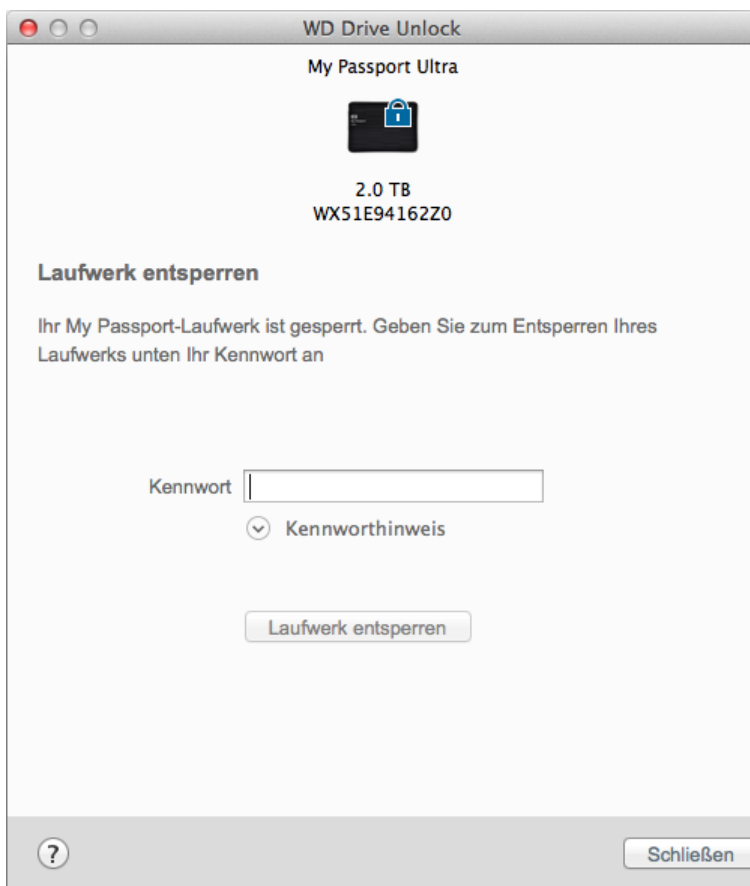 WD Drive Unlock
My Passport Ultra
2.0 TB
WX51E94162Z0
Laufwerk entsperren
Ihr My Passport-Laufwerk ist gesperrt. Geben Sie zum Entsperren Ihres
Laufwerks unten Ihr Kennwort an
Kennwort
Kennworthinweis
Laufwerk entsperren
?
Schließen